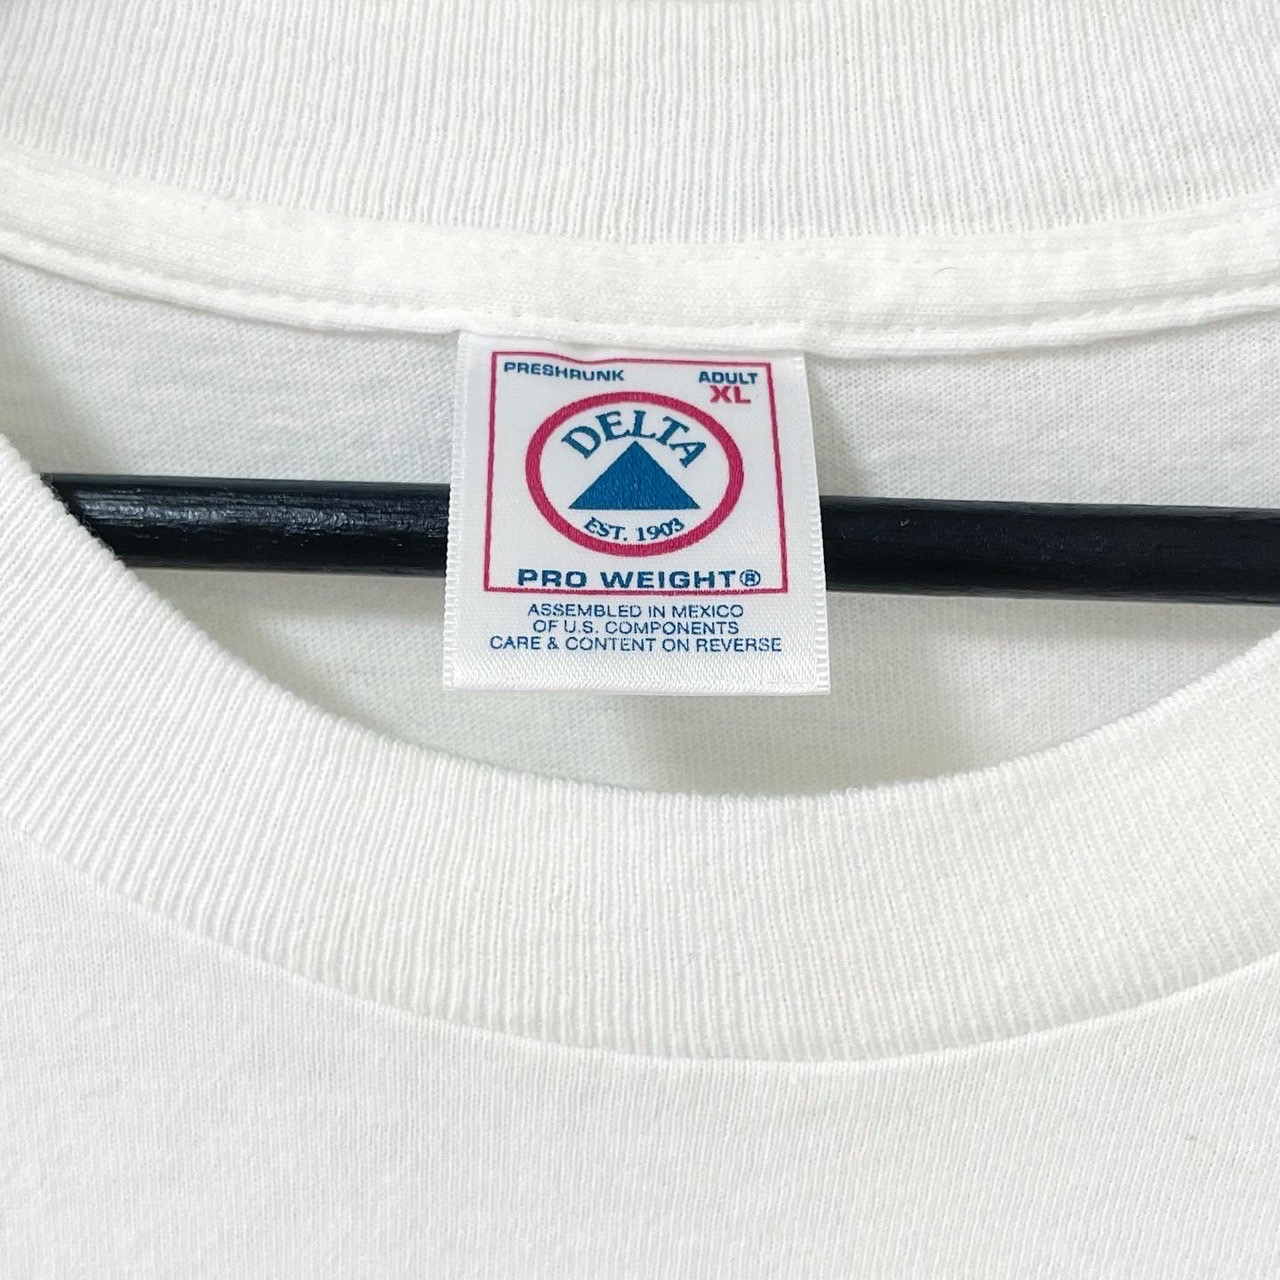 PRESHRUNK ADULT
XL
DELTA
EST. 1903
PRO WEIGHT®
ASSEMBLED IN MEXICO
OF U.S. COMPONENTS
CARE & CONTENT ON REVERSE